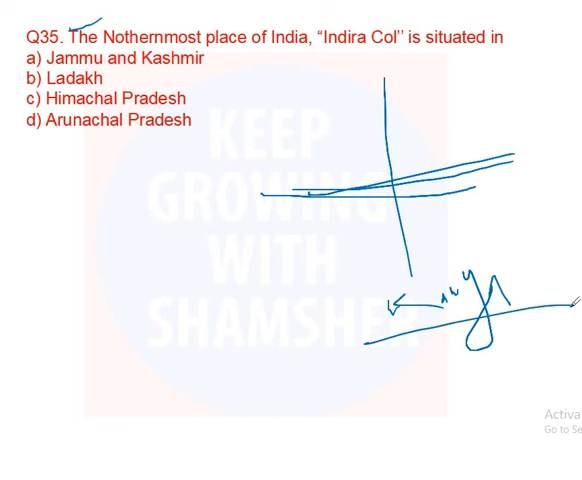 Q35. The Nothernmost place of India, “Indira Col’’ is situated in
a) Jammu and Kashmir
b) Ladakh
c) Himachal Pradesh
d) Arunachal Pradesh
KEEP
GROWING
WITH
SHAMSHER
Activa
Go to Se